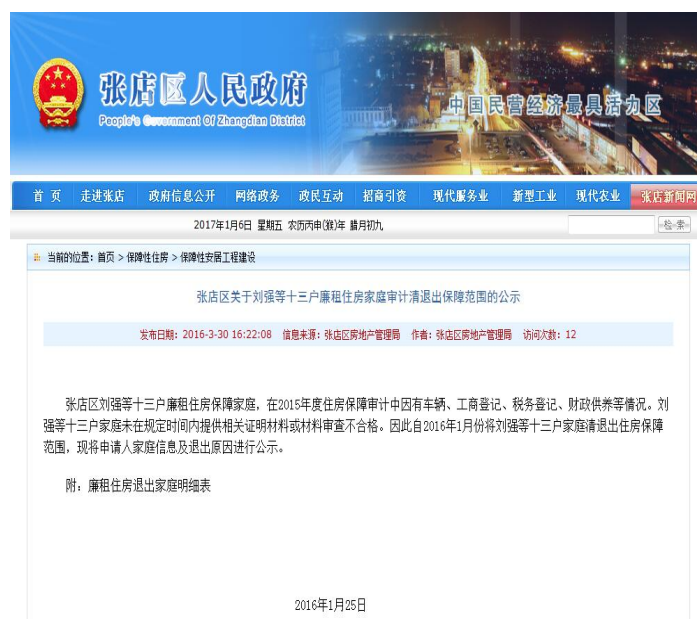 张店区人民政府
People's Government Of Zhangdian District
中国民营经济最具活力区
首 页 走进张店 政府信息公开 网络政务 政民互动 招商引资 现代服务业 新型工业 现代农业 张店新闻网
2017年1月6日 星期五 农历丙申(猴)年 腊月初九
检 索
当前的位置：首页 > 保障性住房 > 保障性安居工程建设
张店区关于刘强等十三户廉租住房家庭审计清退出保障范围的公示
发布日期：2016-3-30 16:22:08 信息来源：张店区房地产管理局 作者：张店区房地产管理局 访问次数：12
张店区刘强等十三户廉租住房保障家庭，在2015年度住房保障审计中因有车辆、工商登记、税务登记、财政供养等情况。刘
强等十三户家庭未在规定时间内提供相关证明材料或材料审查不合格。因此自2016年1月份将刘强等十三户家庭清退出住房保障
范围，现将申请人家庭信息及退出原因进行公示。
附：廉租住房退出家庭明细表
2016年1月25日